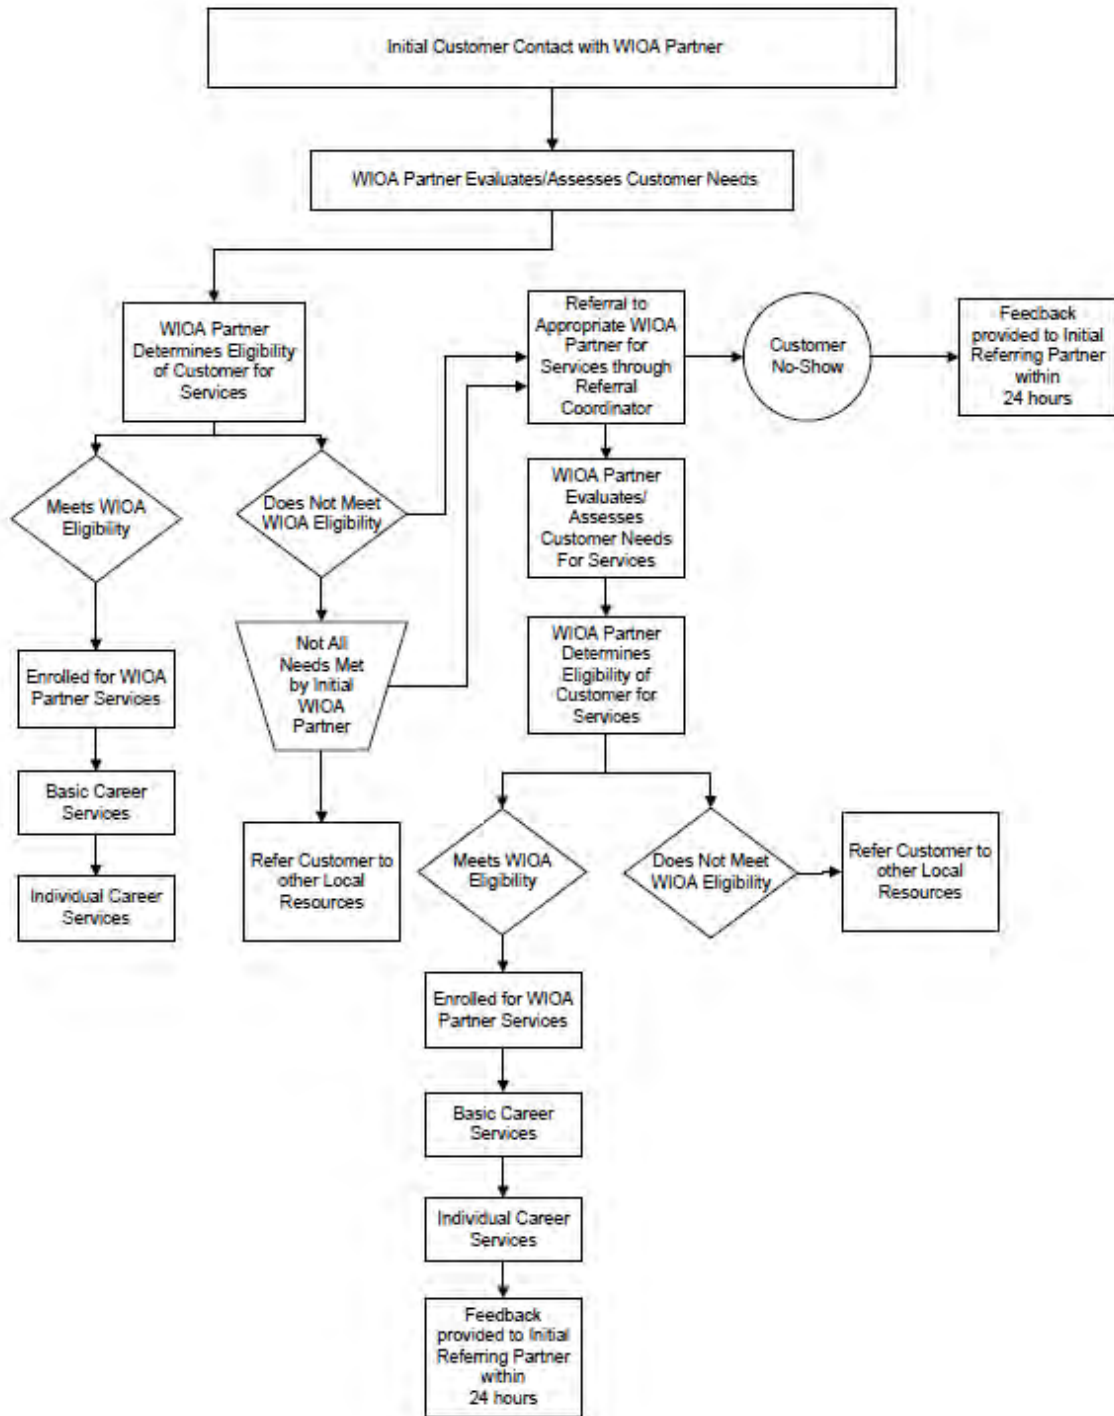 Initial Customer Contact with WIOA Partner
WIOA Partner Evaluates/Assesses Customer Needs
WIOA Partner
Determines Eligibility
of Customer for
Services
Referral to
Appropriate WIOA
Partner for
Services through
Referral
Coordinator
Customer
No-Show
Feedback
provided to Initial
Referring Partner
within
24 hours
Meets WIOA
Eligibility
Does Not Meet
WIOA Eligibility
WIOA Partner
Evaluates/
Assesses
Customer Needs
For Services
Enrolled for WIOA
Partner Services
Not All
Needs Met
by Initial
WIOA
Partner
WIOA Partner
Determines
Eligibility of
Customer for
Services
Basic Career
Services
Individual Career
Services
Refer Customer to
other Local
Resources
Meets WIOA
Eligibility
Does Not Meet
WIOA Eligibility
Refer Customer to
other Local
Resources
Enrolled for WIOA
Partner Services
Basic Career
Services
Individual Career
Services
Feedback
provided to Initial
Referring Partner
within
24 hours